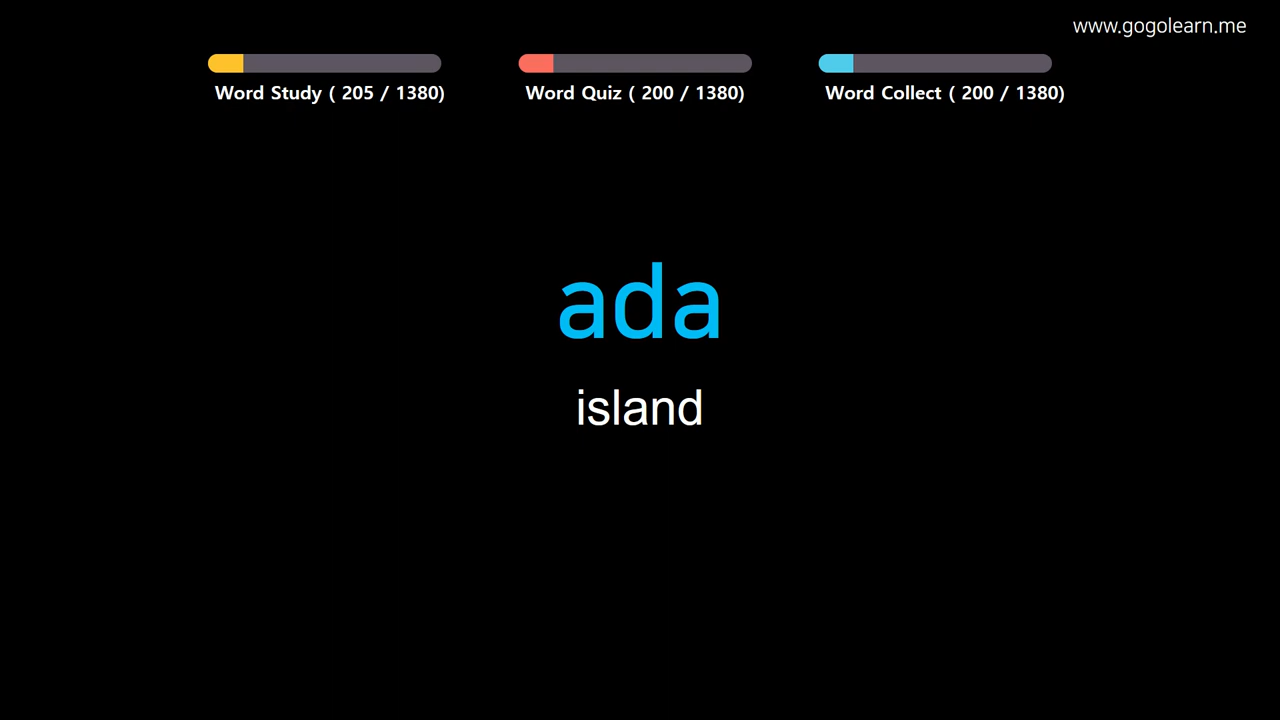 www.gogolearn.me
Word Study ( 205 / 1380)
Word Quiz ( 200 / 1380)
Word Collect ( 200 / 1380)
ada
island